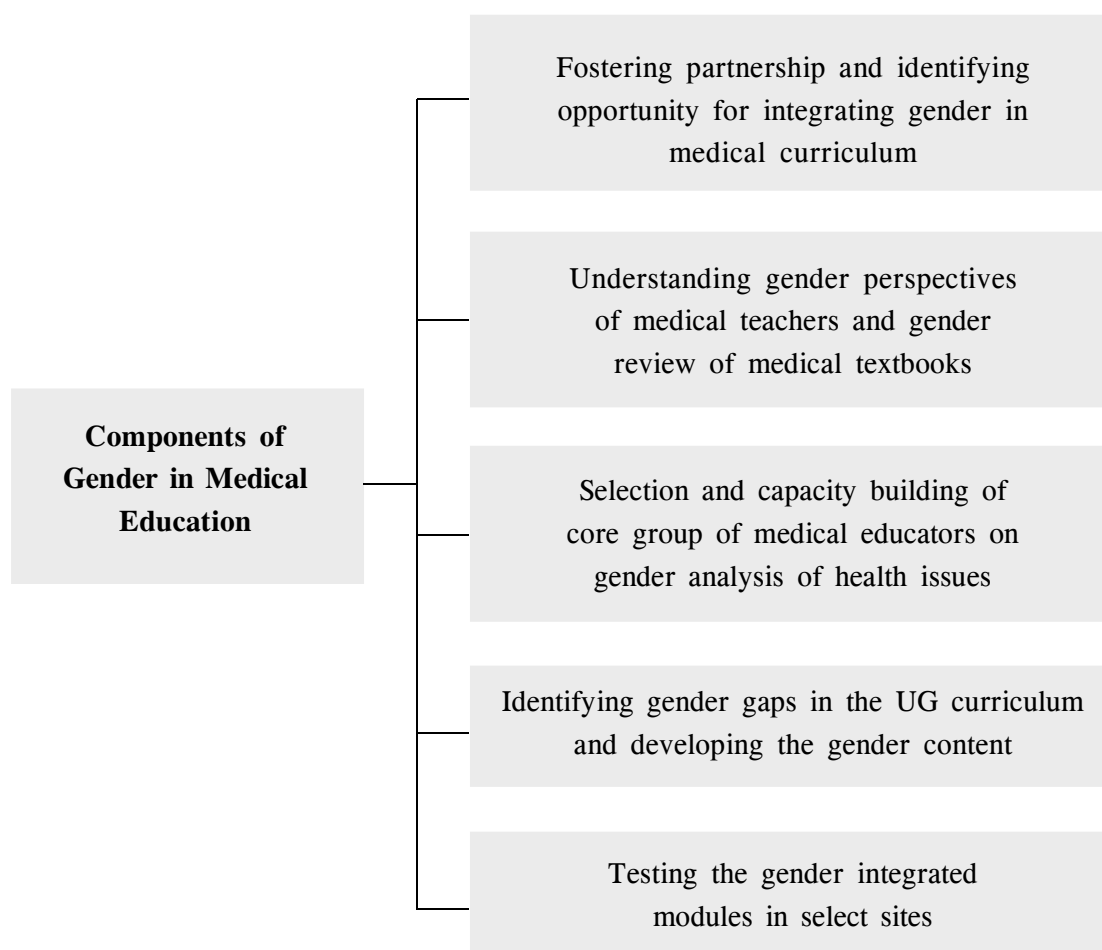 Fostering partnership and identifying
opportunity for integrating gender in
medical curriculum
Understanding gender perspectives
of medical teachers and gender
review of medical textbooks
Components of
Gender in Medical
Education
Selection and capacity building of
core group of medical educators on
gender analysis of health issues
Identifying gender gaps in the UG curriculum
and developing the gender content
Testing the gender integrated
modules in select sites